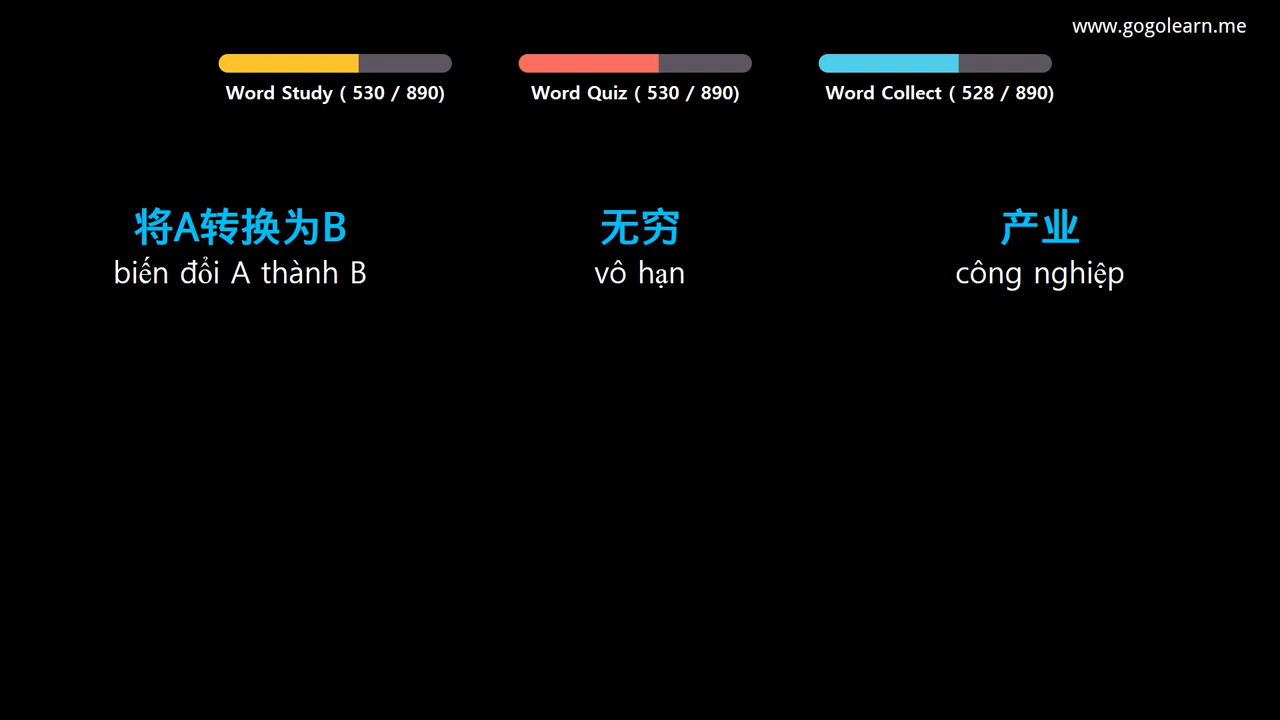 www.gogolearn.me
Word Study ( 530 / 890)
Word Quiz ( 530 / 890)
Word Collect ( 528 / 890)
将A转换为B
biến đổi A thành B
无穷
vô hạn
产业
công nghiệp